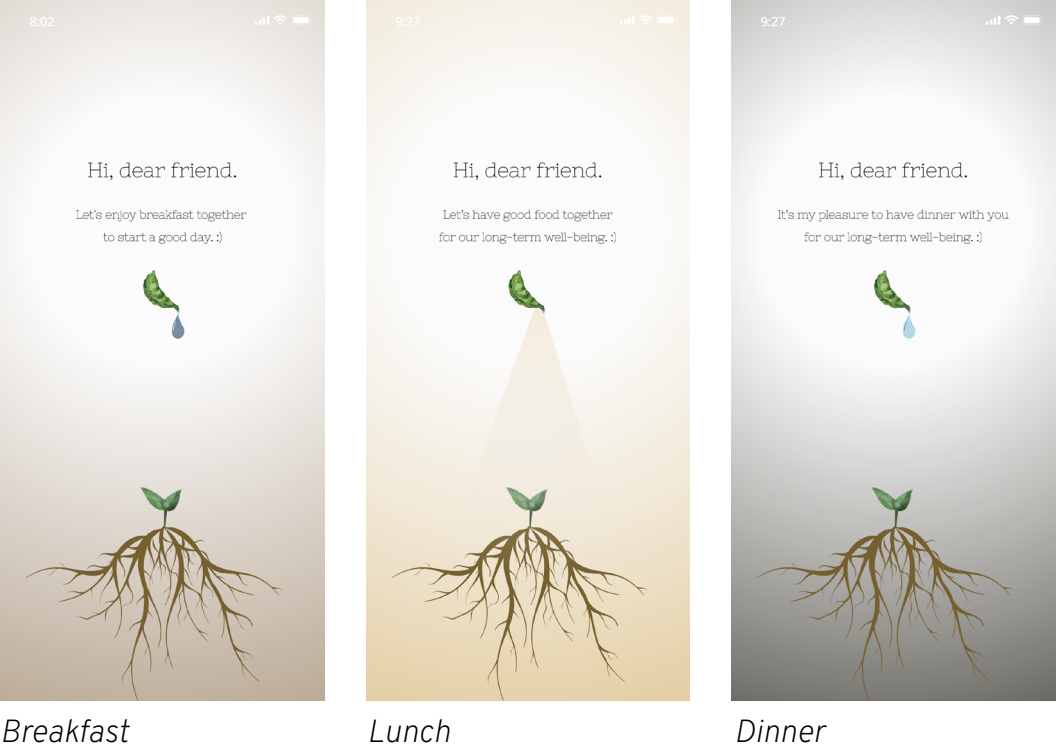 8:02
Hi, dear friend.
Let's enjoy breakfast together
to start a good day. :)
Breakfast
9:27
Hi, dear friend.
Let's have good food together
for our long-term well-being. :)
Lunch
9:27
Hi, dear friend.
It's my pleasure to have dinner with you
for our long-term well-being. :)
Dinner